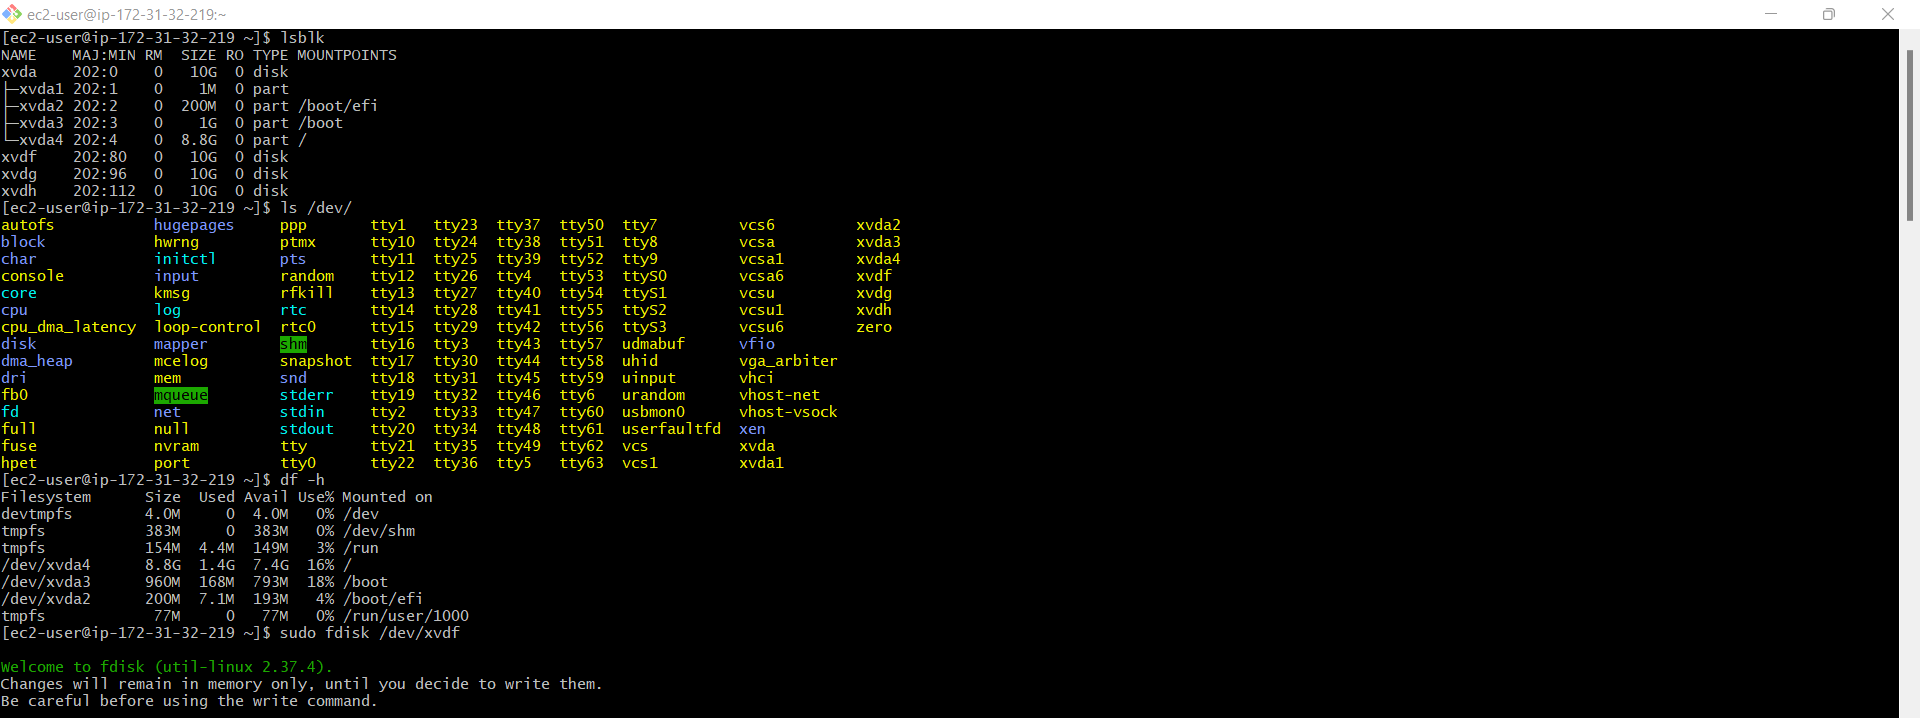 ec2-user@ip-172-31-32-219:~
[ec2-user@ip-172-31-32-219 ~]$ lsblk
NAME    MAJ:MIN RM  SIZE RO TYPE MOUNTPOINTS
xvda    202:0    0   10G  0 disk
├─xvda1 202:1    0    1M  0 part
├─xvda2 202:2    0  200M  0 part /boot/efi
├─xvda3 202:3    0    1G  0 part /boot
└─xvda4 202:4    0  8.8G  0 part /
xvdf    202:80   0   10G  0 disk
xvdg    202:96   0   10G  0 disk
xvdh    202:112  0   10G  0 disk
[ec2-user@ip-172-31-32-219 ~]$ ls /dev/
autofs           hugepages     ppp       tty1   tty23  tty37  tty50  tty7         vcs6         xvda2
block            hwrng         ptmx      tty10  tty24  tty38  tty51  tty8         vcsa         xvda3
char             initctl       pts       tty11  tty25  tty39  tty52  tty9         vcsa1        xvda4
console          input         random    tty12  tty26  tty4   tty53  ttyS0        vcsa6        xvdf
core             kmsg          rfkill    tty13  tty27  tty40  tty54  ttyS1        vcsu         xvdg
cpu              log           rtc       tty14  tty28  tty41  tty55  ttyS2        vcsu1        xvdh
cpu_dma_latency  loop-control  rtc0      tty15  tty29  tty42  tty56  ttyS3        vcsu6        zero
disk             mapper        shm       tty16  tty3   tty43  tty57  udmabuf      vfio
dma_heap         mcelog        snapshot  tty17  tty30  tty44  tty58  uhid         vga_arbiter
dri              mem           snd       tty18  tty31  tty45  tty59  uinput       vhci
fb0              mqueue        stderr    tty19  tty32  tty46  tty6   urandom      vhost-net
fd               net           stdin     tty2   tty33  tty47  tty60  usbmon0      vhost-vsock
full             null          stdout    tty20  tty34  tty48  tty61  userfaultfd  xen
fuse             nvram         tty       tty21  tty35  tty49  tty62  vcs          xvda
hpet             port          tty0      tty22  tty36  tty5   tty63  vcs1         xvda1
[ec2-user@ip-172-31-32-219 ~]$ df -h
Filesystem      Size  Used Avail Use% Mounted on
devtmpfs        4.0M     0  4.0M   0% /dev
tmpfs           383M     0  383M   0% /dev/shm
tmpfs           154M  4.4M  149M   3% /run
/dev/xvda4      8.8G  1.4G  7.4G  16% /
/dev/xvda3      960M  168M  793M  18% /boot
/dev/xvda2      200M  7.1M  193M   4% /boot/efi
tmpfs            77M     0   77M   0% /run/user/1000
[ec2-user@ip-172-31-32-219 ~]$ sudo fdisk /dev/xvdf
Welcome to fdisk (util-linux 2.37.4).
Changes will remain in memory only, until you decide to write them.
Be careful before using the write command.